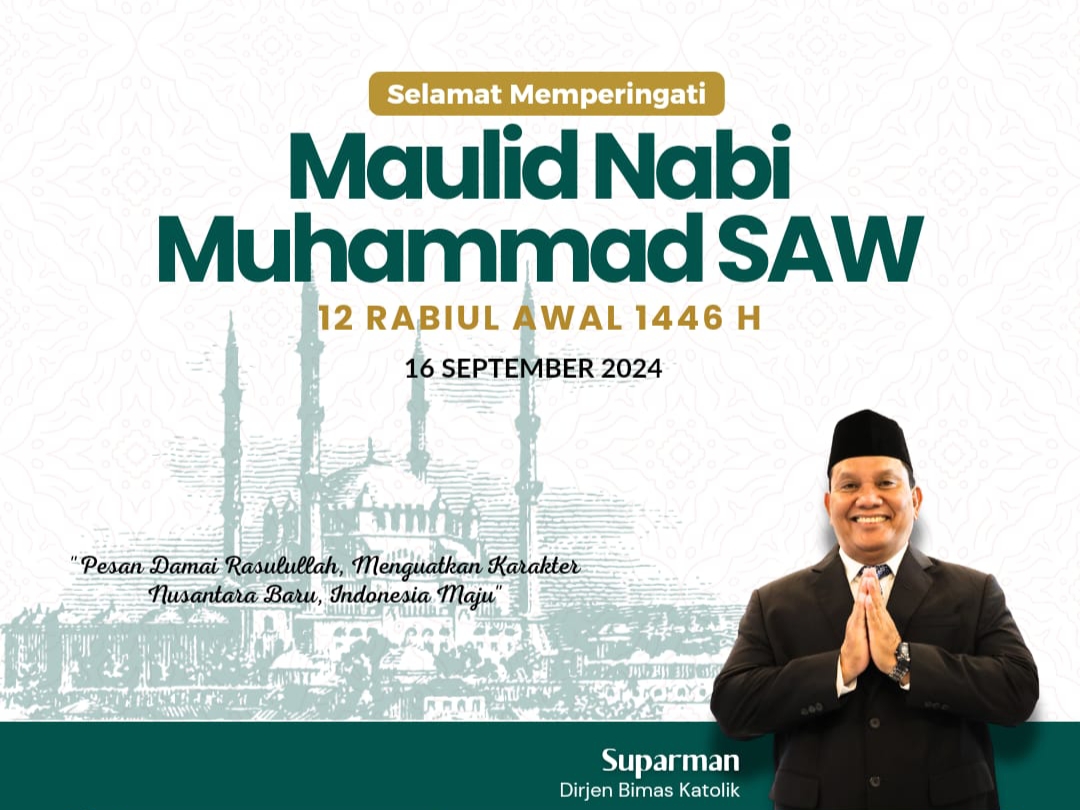 Selamat Memperingati
Maulid Nabi
Muhammad SAW
12 RABIUL AWAL 1446 H
16 SEPTEMBER 2024
"Pesan Damai Rasulullah, Menguatkan Karakter
Nusantara Baru, Indonesia Maju"
Suparman
Dirjen Bimas Katolik